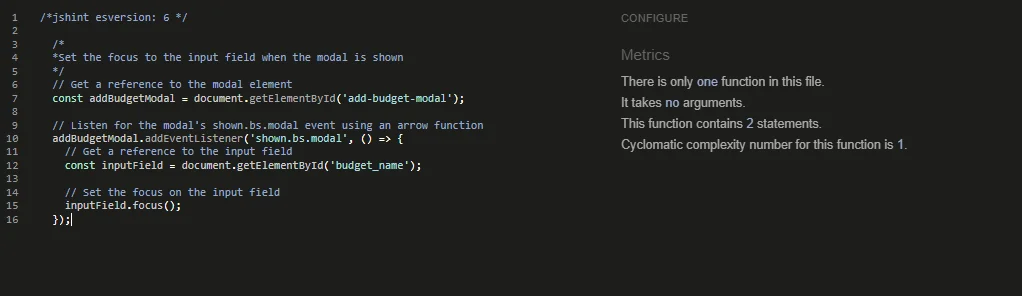 1 /*jshint esversion: 6 */
2
3 /*
4 *Set the focus to the input field when the modal is shown
5 */
6 // Get a reference to the modal element
7 const addBudgetModal = document.getElementById('add-budget-modal');
8
9 // Listen for the modal's shown.bs.modal event using an arrow function
10 addBudgetModal.addEventListener('shown.bs.modal', () => {
11 // Get a reference to the input field
12 const inputField = document.getElementById('budget_name');
13
14 // Set the focus on the input field
15 inputField.focus();
16 });
CONFIGURE
Metrics
There is only one function in this file.
It takes no arguments.
This function contains 2 statements.
Cyclomatic complexity number for this function is 1.